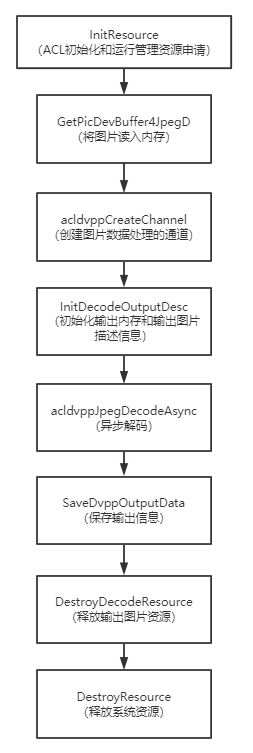 InitResource
（ACL初始化和运行管理资源申请）
GetPicDevBuffer4JpegD
（将图片读入内存）
acldvppCreateChannel
（创建图片数据处理的通道）
InitDecodeOutputDesc
（初始化输出内存和输出图片
描述信息）
acldvppJpegDecodeAsync
（异步解码）
SaveDvppOutputData
（保存输出信息）
DestroyDecodeResource
（释放输出图片资源）
DestroyResource
（释放系统资源）